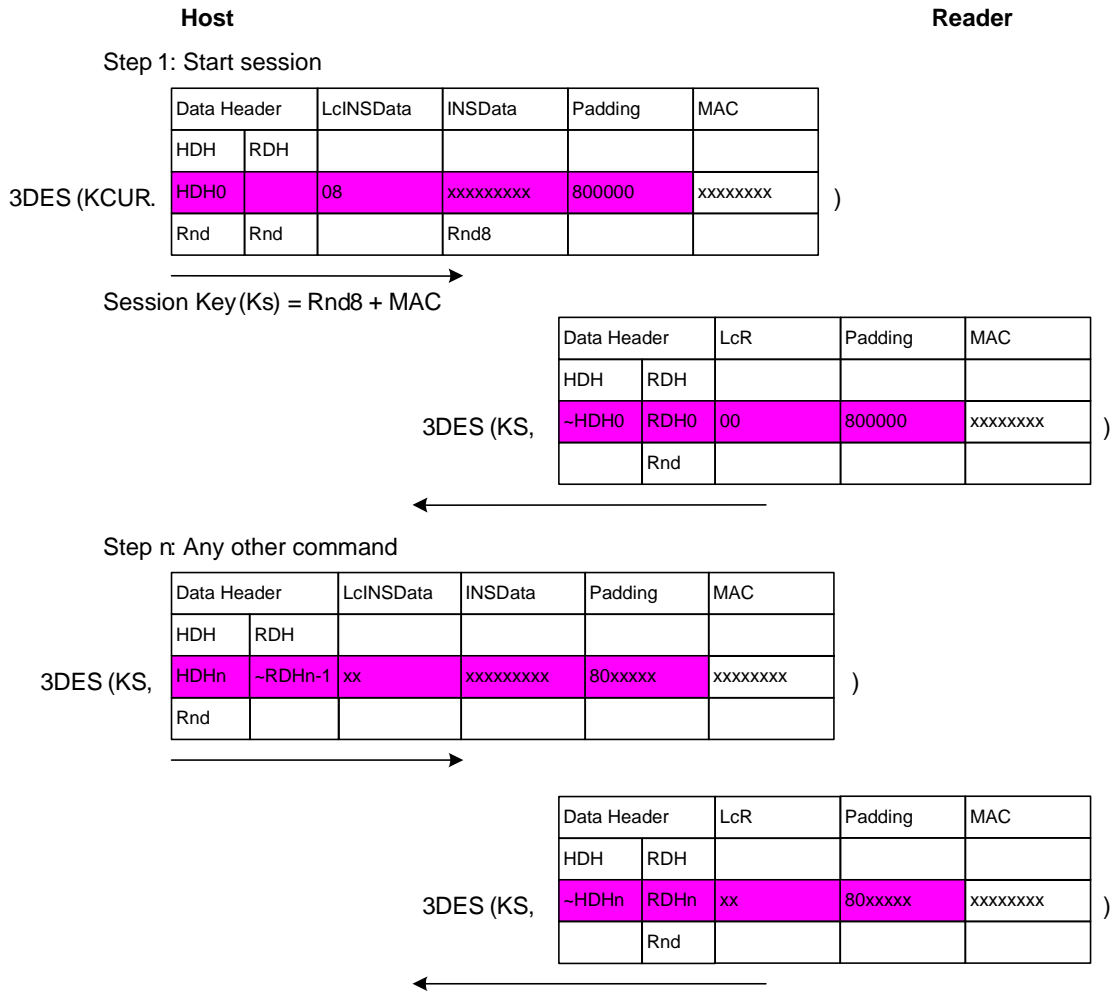 Host Reader
Step 1: Start session
Data Header LcINSData INSData Padding MAC
HDH RDH
3DES (KCUR. HDH0 08 xxxxxxxxx 800000 xxxxxxxx )
Rnd Rnd Rnd8
Session Key(Ks) = Rnd8 + MAC
Data Header LcR Padding MAC
HDH RDH
3DES (KS, ~HDH0 RDH0 00 800000 xxxxxxxx )
Rnd
Step n: Any other command
Data Header LcINSData INSData Padding MAC
HDH RDH
3DES (KS, HDHn ~RDHn-1 xx xxxxxxxxx 80xxxxx xxxxxxxx )
Rnd
Data Header LcR Padding MAC
HDH RDH
3DES (KS, ~HDHn RDHn xx 80xxxxx xxxxxxxx )
Rnd